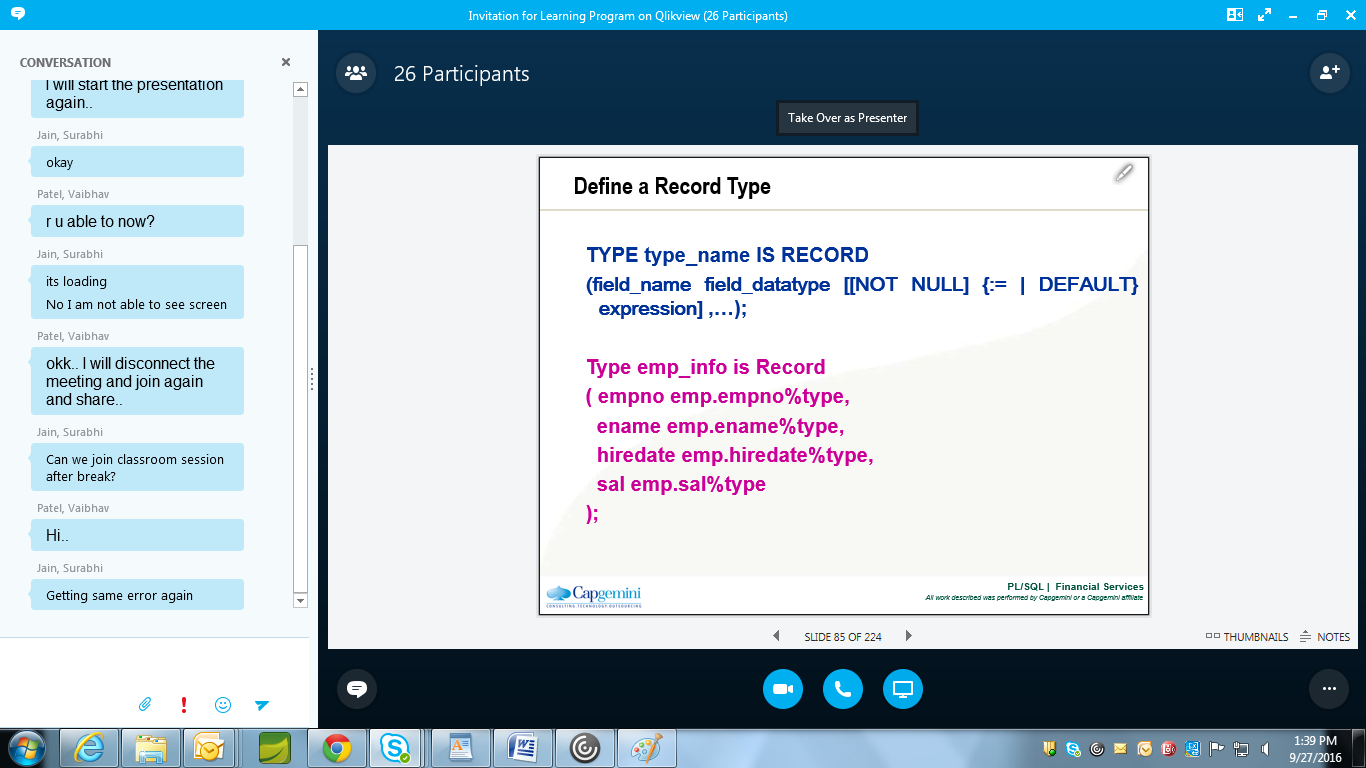 Invitation for Learning Program on Qlikview (26 Participants)
CONVERSATION
I will start the presentation
again..
Jain, Surabhi
okay
Patel, Vaibhav
r u able to now?
Jain, Surabhi
its loading
No I am not able to see screen
Patel, Vaibhav
okk.. I will disconnect the
meeting and join again
and share..
Jain, Surabhi
Can we join classroom session
after break?
Patel, Vaibhav
Hi..
Jain, Surabhi
Getting same error again
26 Participants
Take Over as Presenter
Define a Record Type
TYPE type_name IS RECORD
(field_name field_datatype [[NOT NULL] {:= | DEFAULT}
expression] ,…);
Type emp_info is Record
( empno emp.empno%type,
ename emp.ename%type,
hiredate emp.hiredate%type,
sal emp.sal%type
);
Capgemini
CONSULTING.TECHNOLOGY.OUTSOURCING
PL/SQL | Financial Services
All work described was performed by Capgemini or a Capgemini affiliate
SLIDE 85 OF 224
THUMBNAILS
NOTES
1:39 PM
9/27/2016